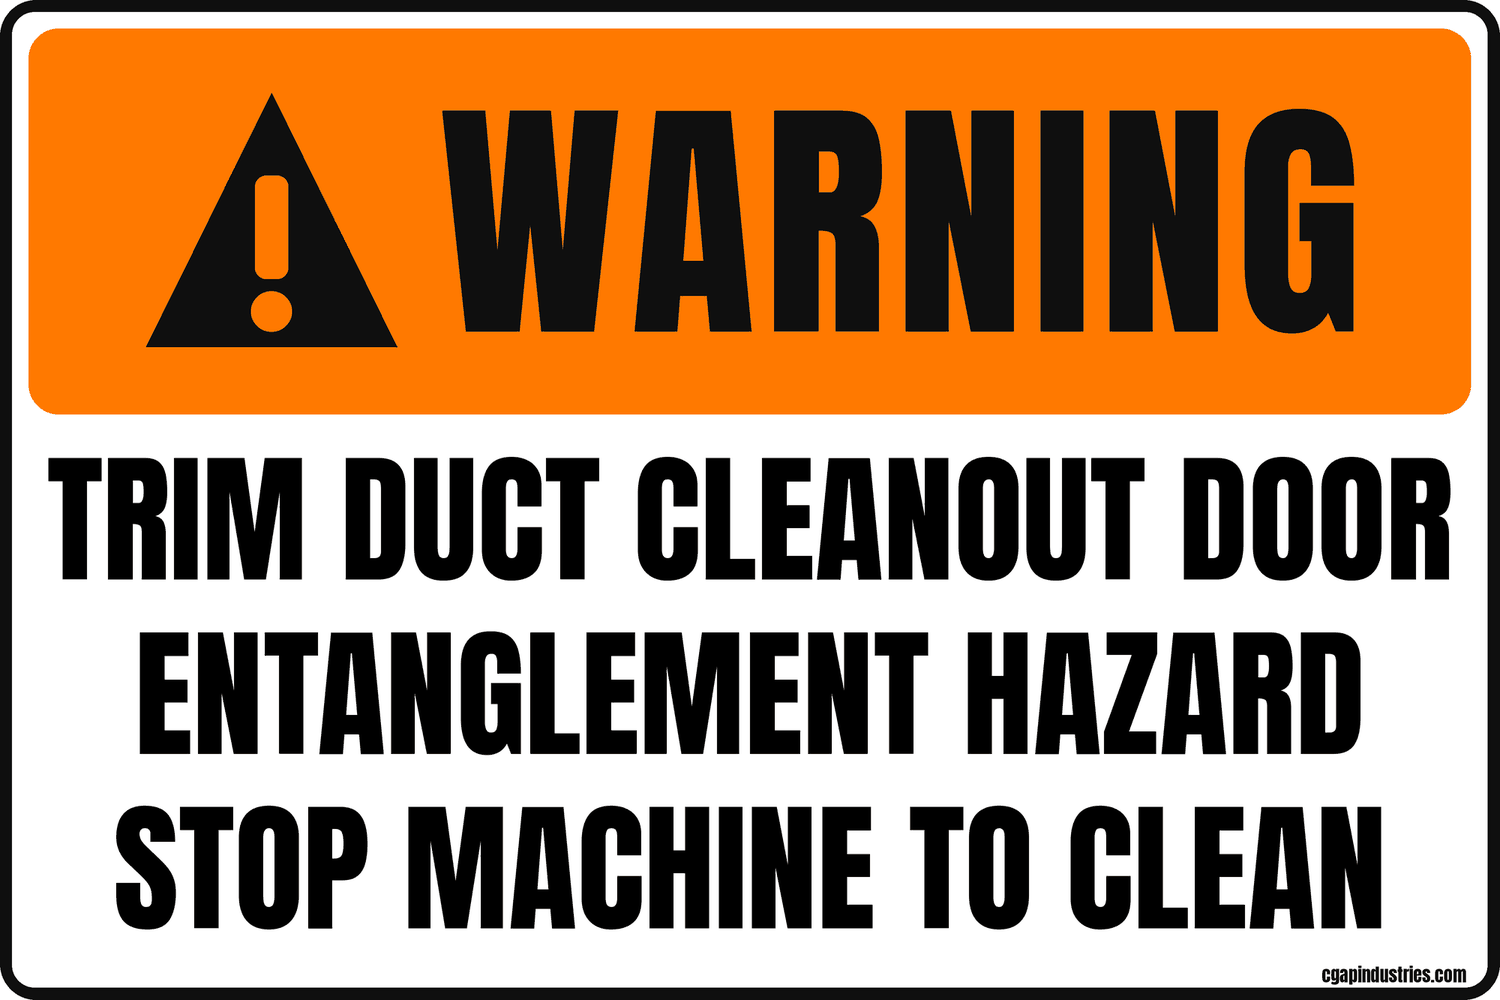 WARNING
TRIM DUCT CLEANOUT DOOR
ENTANGLEMENT HAZARD
STOP MACHINE TO CLEAN
cgapindustries.com